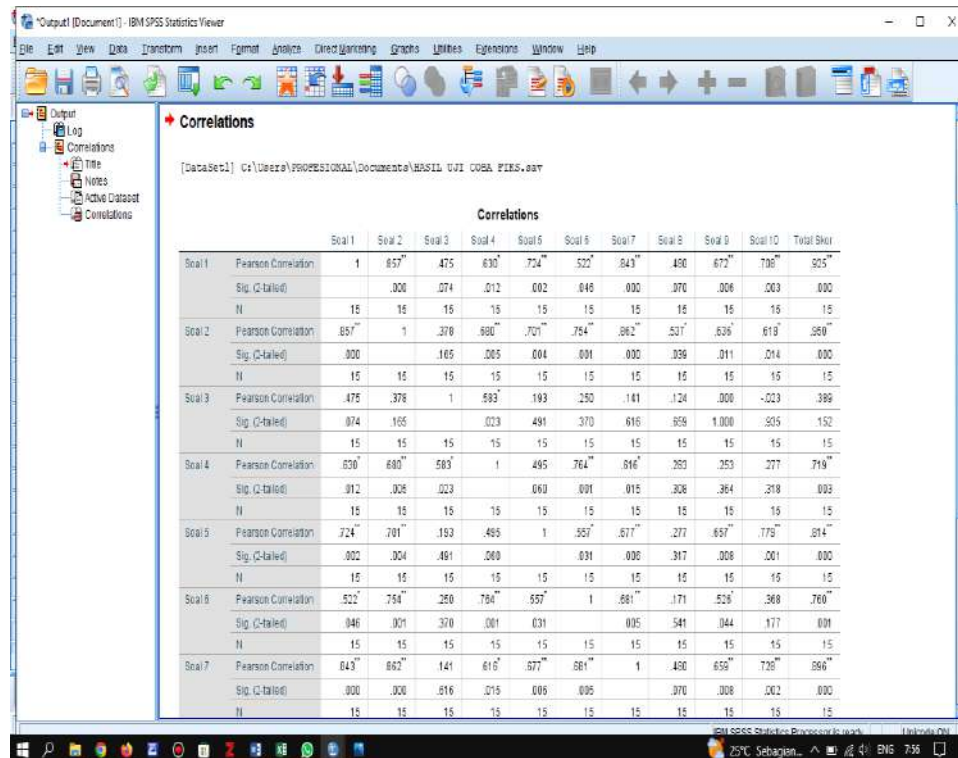 *Output1 [Document1] - IBM SPSS Statistics Viewer
File Edit View Data Transform Insert Format Analyze Direct Marketing Graphs Utilities Extensions Window Help
Output
Log
Correlations
Title
Notes
Active Dataset
Correlations
Correlations
[DataSet1] C:\Users\PROFESIONAL\Documents\HASIL UJI COBA FIKS.sav
Correlations
Soal 1 Soal 2 Soal 3 Soal 4 Soal 5 Soal 6 Soal 7 Soal 8 Soal 9 Soal 10 Total Skor
Soal 1 Pearson Correlation 1 .857** .475 .630* .724** .522* .843** .480 .672** .708** .925**
Sig. (2-tailed) .000 .074 .012 .002 .046 .000 .070 .006 .003 .000
N 15 15 15 15 15 15 15 15 15 15 15
Soal 2 Pearson Correlation .857** 1 .378 .680** .701** .754** .862** .537* .636* .618* .950**
Sig. (2-tailed) .000 .165 .005 .004 .001 .000 .039 .011 .014 .000
N 15 15 15 15 15 15 15 15 15 15 15
Soal 3 Pearson Correlation .475 .378 1 .583* .193 .250 .141 .124 .000 -.023 .389
Sig. (2-tailed) .074 .165 .023 .491 .370 .616 .659 1.000 .935 .152
N 15 15 15 15 15 15 15 15 15 15 15
Soal 4 Pearson Correlation .630* .680** .583* 1 .495 .764** .616* .253 .277 .719**
Sig. (2-tailed) .012 .005 .023 .060 .001 .015 .308 .364 .318 .003
N 15 15 15 15 15 15 15 15 15 15 15
Soal 5 Pearson Correlation .724** .701** .193 .495 1 .557* .677** .277 .657** .779** .814**
Sig. (2-tailed) .002 .004 .491 .060 .031 .006 .317 .008 .001 .000
N 15 15 15 15 15 15 15 15 15 15 15
Soal 6 Pearson Correlation .522* .754** .250 .764** .557* 1 .681** .171 .526* .368 .760**
Sig. (2-tailed) .046 .001 .370 .001 .031 .005 .541 .044 .177 .001
N 15 15 15 15 15 15 15 15 15 15 15
Soal 7 Pearson Correlation .843** .862** .141 .616* .677** .681** 1 .480 .659** .728** .896**
Sig. (2-tailed) .000 .000 .616 .015 .006 .005 .070 .008 .002 .000
N 15 15 15 15 15 15 15 15 15 15 15
IBM SPSS Statistics Processor is ready Unicode:ON
25°C Sebagian... ENG 7:56